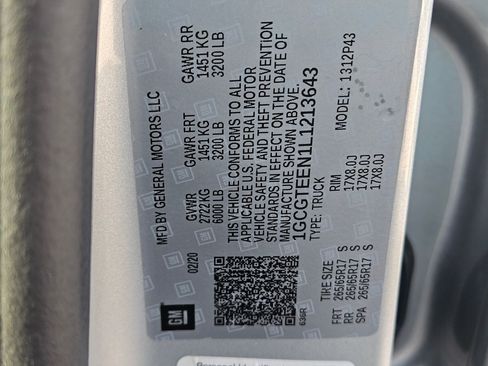 GM
MFD BY GENERAL MOTORS LLC
02/20
GVWR
2722 KG
6000 LB
GAWR FRT
1451 KG
3200 LB
GAWR RR
1451 KG
3200 LB
THIS VEHICLE CONFORMS TO ALL
APPLICABLE U.S. FEDERAL MOTOR
VEHICLE SAFETY AND THEFT PREVENTION
STANDARDS IN EFFECT ON THE DATE OF
MANUFACTURE SHOWN ABOVE.
1GCGTEEN1L1213643
TYPE: TRUCK
MODEL: 1312P43
TIRE SIZE
RIM
FRT 265/65R17 S
17X8.0J
RR 265/65R17 S
17X8.0J
SPA 265/65R17 S
17X8.0J